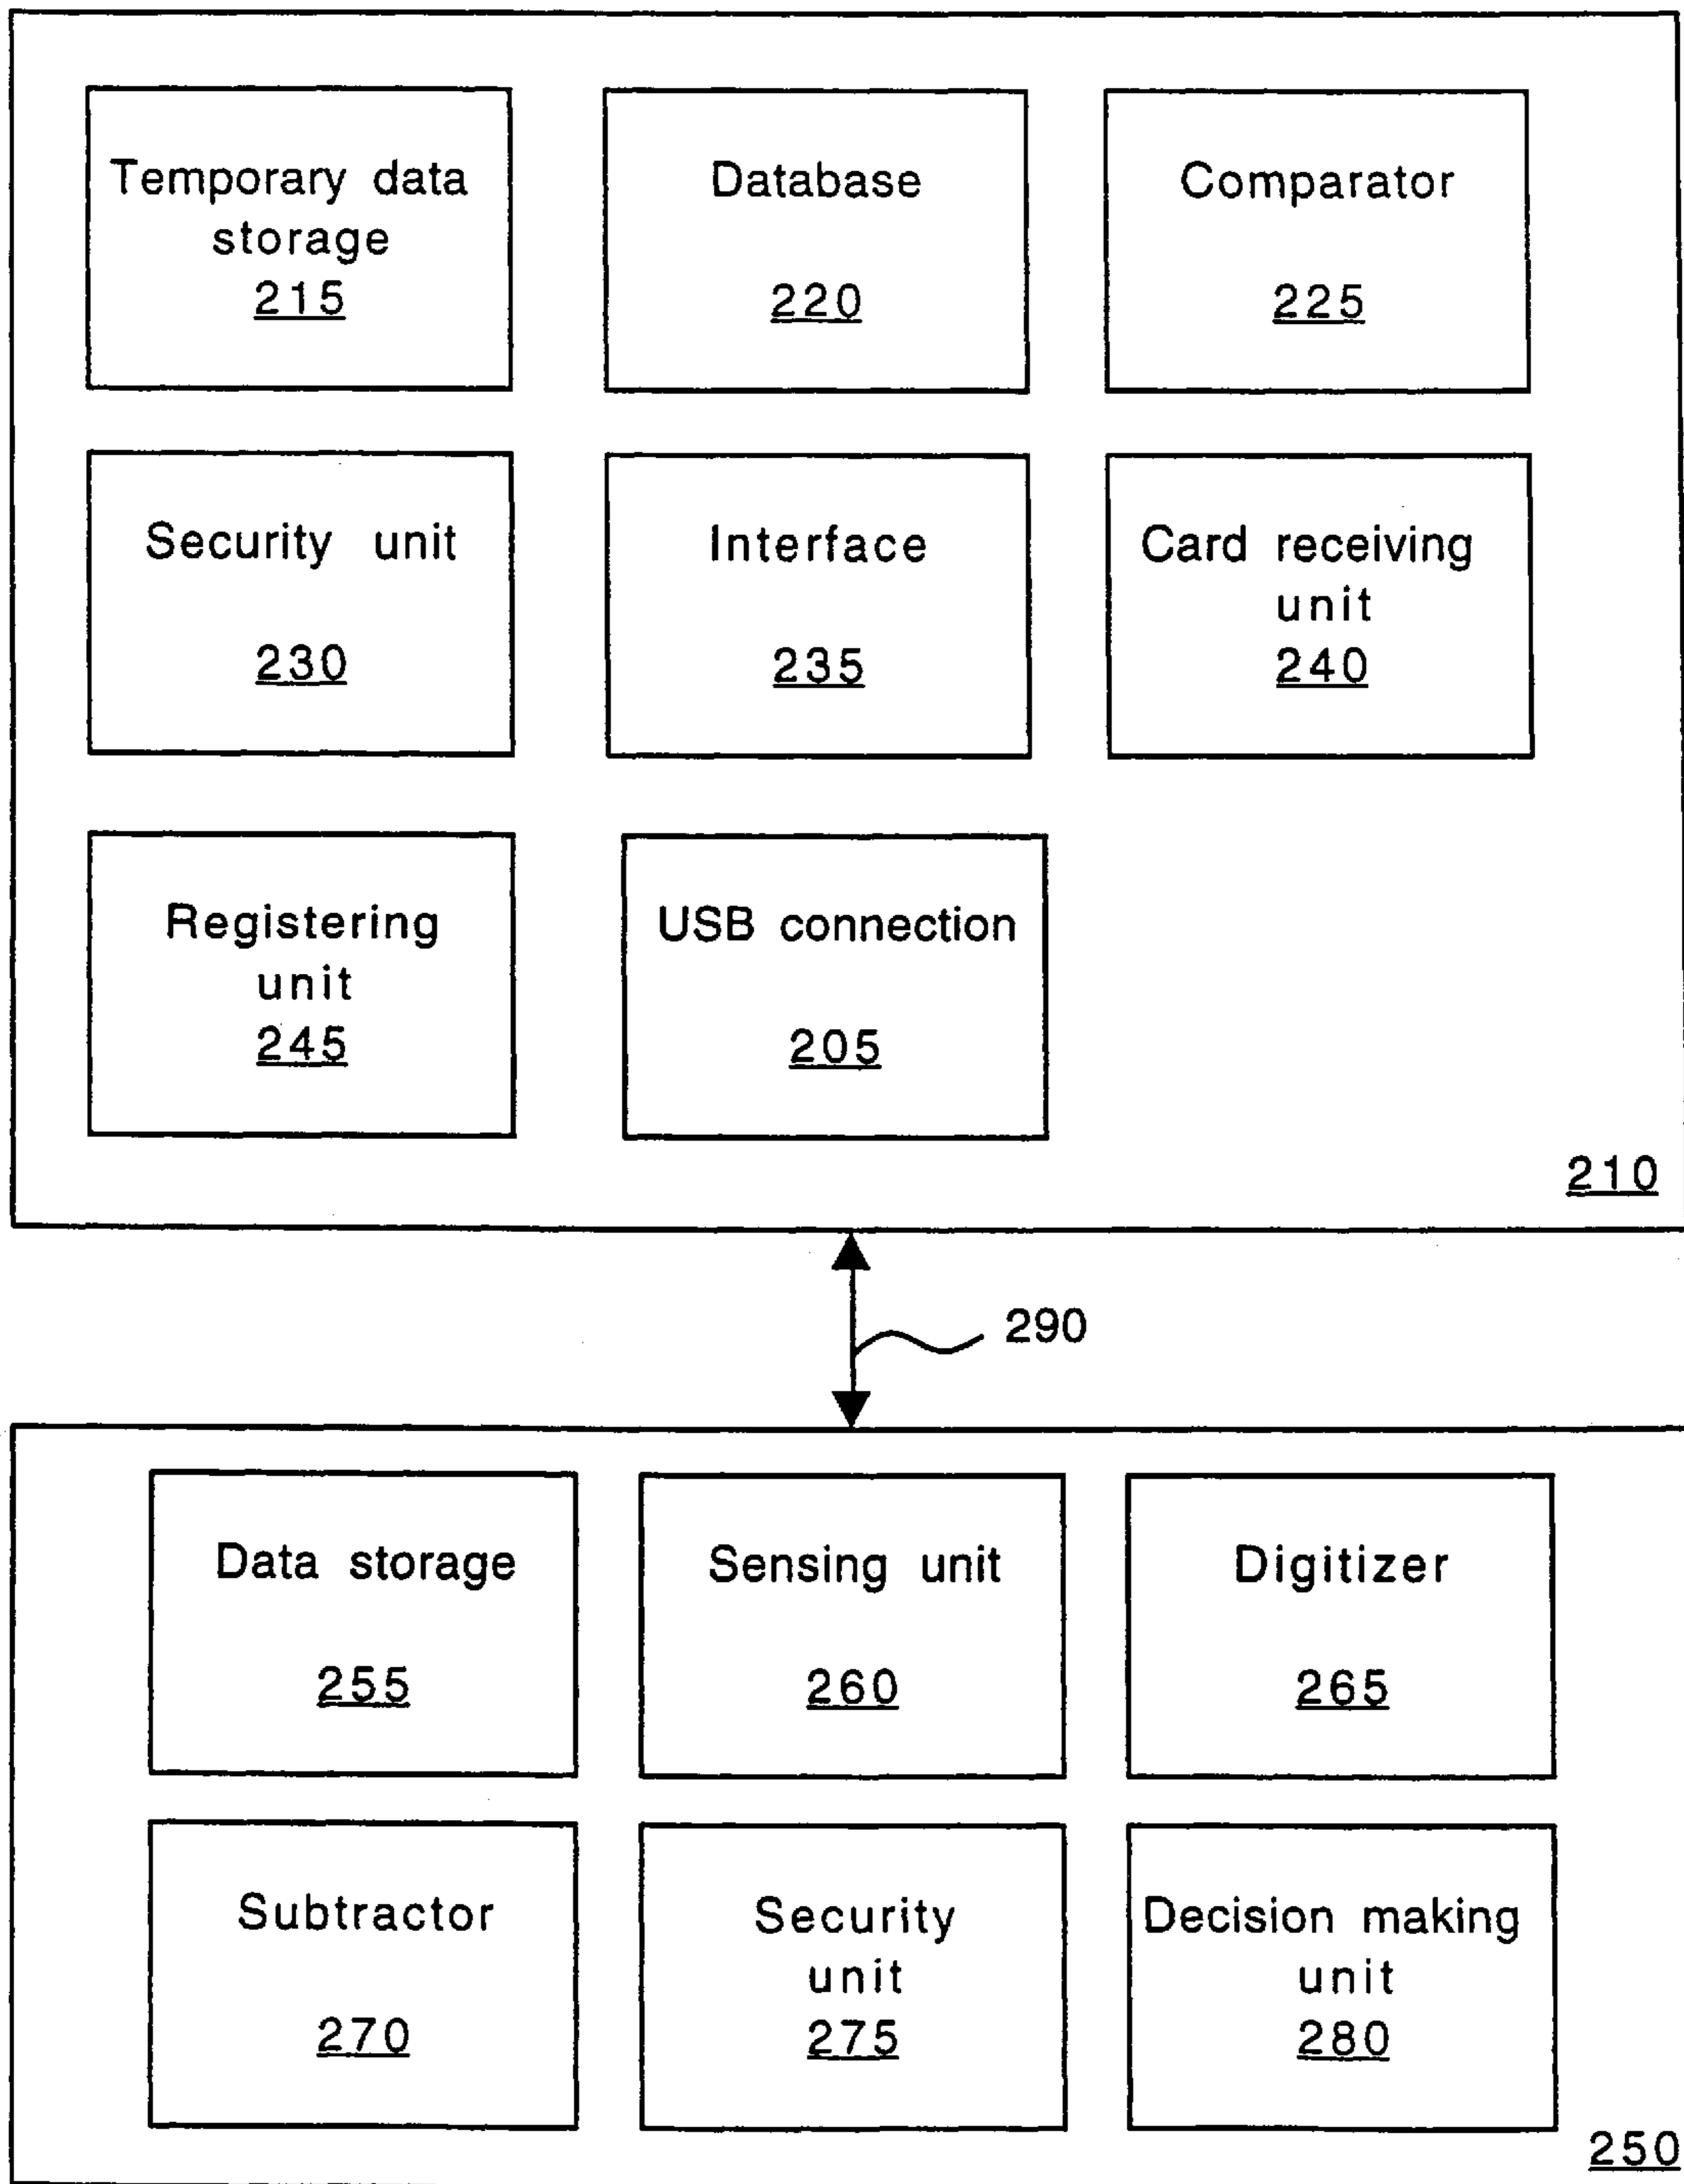 Temporary data
storage
215
Database
220
Comparator
225
Security unit
230
Interface
235
Card receiving
unit
240
Registering
unit
245
USB connection
205
210
290
Data storage
255
Sensing unit
260
Digitizer
265
Subtractor
270
Security
unit
275
Decision making
unit
280
250